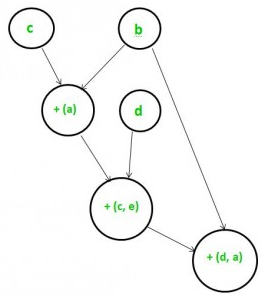 c
b
+ (a)
d
+ (c, e)
+ (d, a)